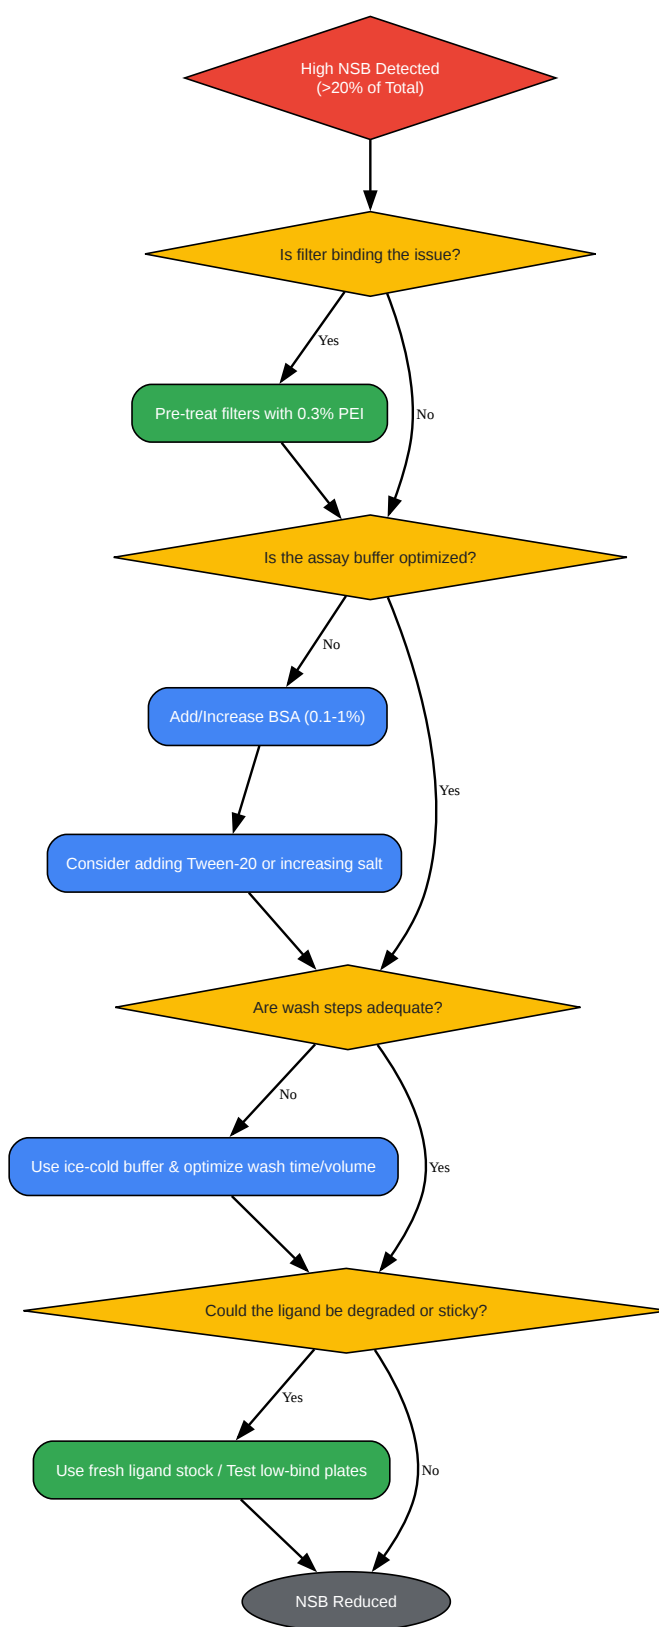 High NSB Detected
(>20% of Total)
Is filter binding the issue?
Yes
Pre-treat filters with 0.3% PEI
No
Is the assay buffer optimized?
No
Add/Increase BSA (0.1-1%)
Yes
Consider adding Tween-20 or increasing salt
Are wash steps adequate?
No
Use ice-cold buffer & optimize wash time/volume
Yes
Could the ligand be degraded or sticky?
Yes
Use fresh ligand stock / Test low-bind plates
No
NSB Reduced